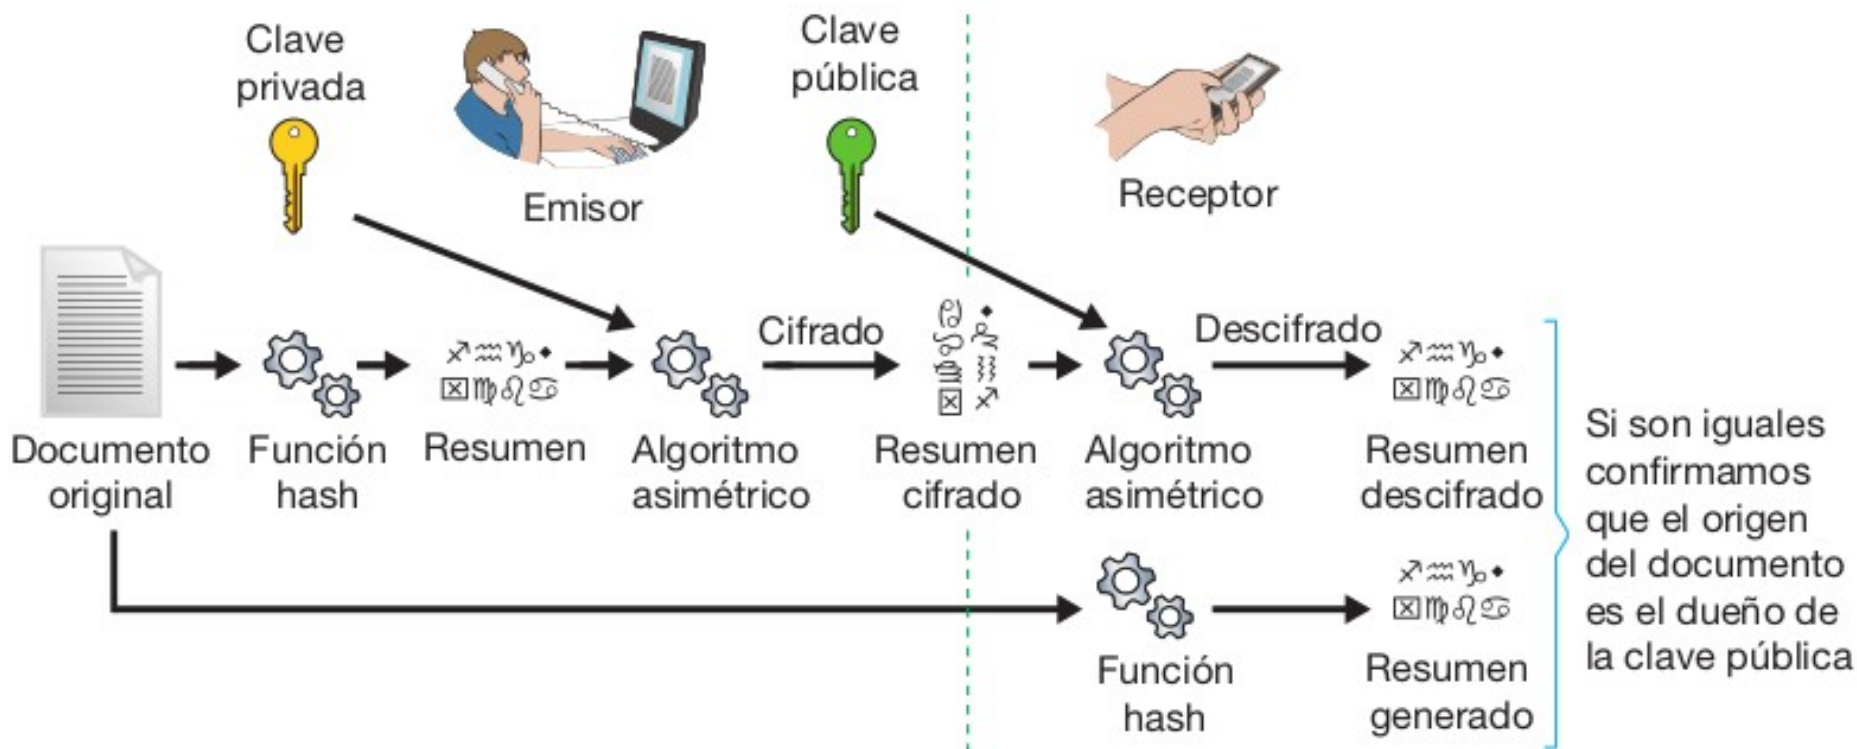 Clave
privada
Emisor
Clave
pública
Receptor
Cifrado
Descifrado
Documento
original
Función
hash
Resumen
Algoritmo
asimétrico
Resumen
cifrado
Algoritmo
asimétrico
Resumen
descifrado
Función
hash
Resumen
generado
Si son iguales
confirmamos
que el origen
del documento
es el dueño de
la clave pública